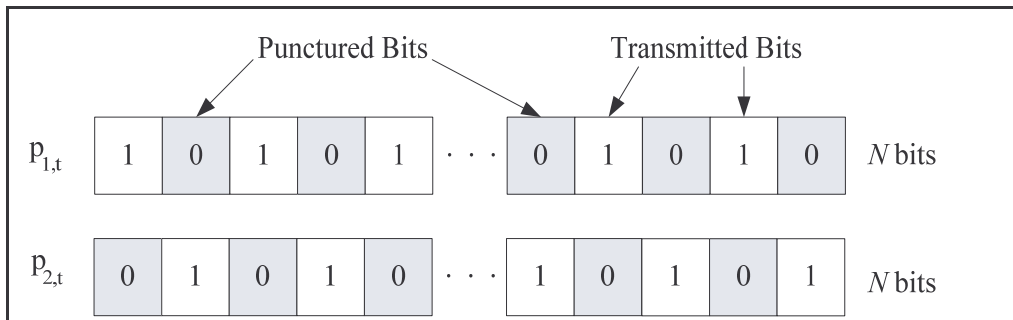 Punctured Bits Transmitted Bits
p1,t 1 0 1 0 1 · · · 0 1 0 1 0 N bits
p2,t 0 1 0 1 0 · · · 1 0 1 0 1 N bits